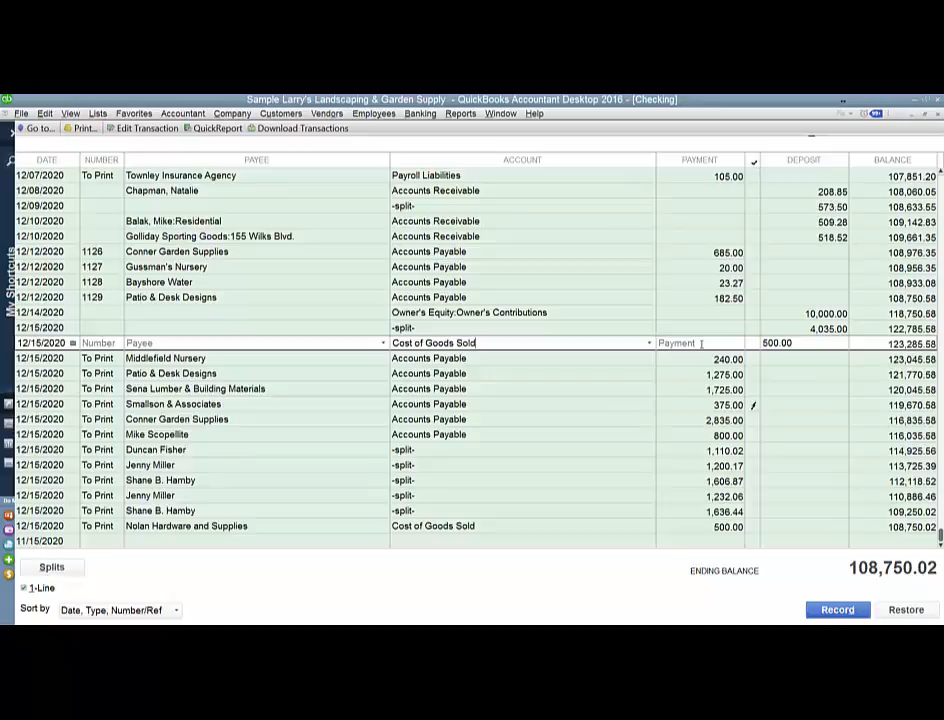 Sample Larry's Landscaping & Garden Supply - QuickBooks Accountant Desktop 2016 - [Checking]
File Edit View Lists Favorites Accountant Company Customers Vendors Employees Banking Reports Window Help
Go to... Print... Edit Transaction QuickReport Download Transactions
DATE NUMBER PAYEE ACCOUNT PAYMENT ✓ DEPOSIT BALANCE
12/07/2020 To Print Townley Insurance Agency Payroll Liabilities 105.00 107,851.20
12/08/2020 Chapman, Natalie Accounts Receivable 208.85 108,060.05
12/09/2020 -split- 573.50 108,633.55
12/10/2020 Balak, Mike:Residential Accounts Receivable 509.28 109,142.83
12/10/2020 Golliday Sporting Goods:155 Wilks Blvd. Accounts Receivable 518.52 109,661.35
12/12/2020 1126 Conner Garden Supplies Accounts Payable 685.00 108,976.35
12/12/2020 1127 Gussman's Nursery Accounts Payable 20.00 108,956.35
12/12/2020 1128 Bayshore Water Accounts Payable 23.27 108,933.08
12/12/2020 1129 Patio & Desk Designs Accounts Payable 182.50 108,750.58
12/14/2020 Owner's Equity:Owner's Contributions 10,000.00 118,750.58
12/15/2020 -split- 4,035.00 122,785.58
12/15/2020 Number Payee Cost of Goods Sold Payment 500.00 123,285.58
12/15/2020 To Print Middlefield Nursery Accounts Payable 240.00 123,045.58
12/15/2020 To Print Patio & Desk Designs Accounts Payable 1,275.00 121,770.58
12/15/2020 To Print Sena Lumber & Building Materials Accounts Payable 1,725.00 120,045.58
12/15/2020 To Print Smallson & Associates Accounts Payable 375.00 119,670.58
12/15/2020 To Print Conner Garden Supplies Accounts Payable 2,835.00 116,835.58
12/15/2020 To Print Mike Scopellite Accounts Payable 800.00 116,035.58
12/15/2020 To Print Duncan Fisher -split- 1,110.02 114,925.56
12/15/2020 To Print Jenny Miller -split- 1,200.17 113,725.39
12/15/2020 To Print Shane B. Hamby -split- 1,606.87 112,118.52
12/15/2020 To Print Jenny Miller -split- 1,232.06 110,886.46
12/15/2020 To Print Shane B. Hamby -split- 1,636.44 109,250.02
12/15/2020 To Print Nolan Hardware and Supplies Cost of Goods Sold 500.00 108,750.02
11/15/2020
My Shortcuts
Splits
ENDING BALANCE 108,750.02
1-Line
Sort by Date, Type, Number/Ref
Record Restore